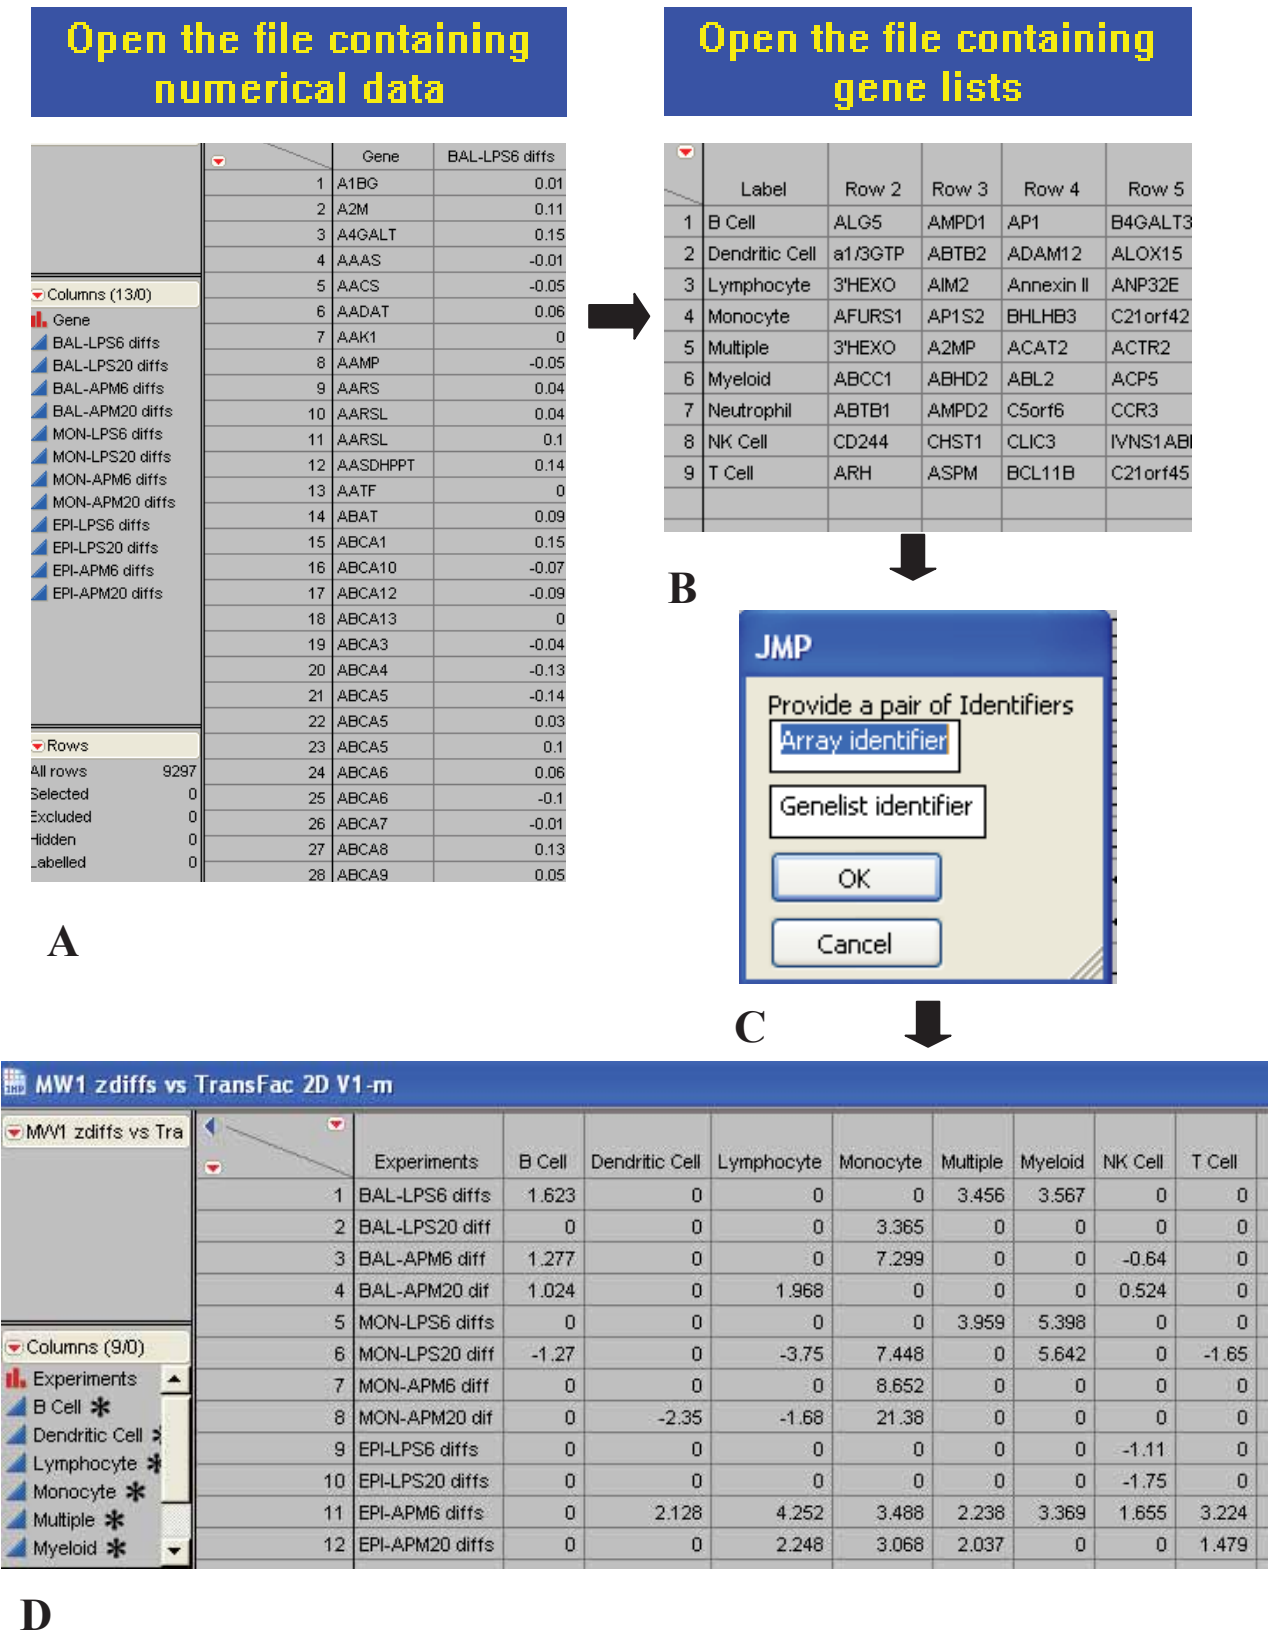 Open the file containing
numerical data
Open the file containing
gene lists
Gene BAL-LPS6 diffs
1 A1BG 0.01
2 A2M 0.11
3 A4GALT 0.15
4 AAAS -0.01
5 AACS -0.05
6 AADAT 0.06
7 AAK1 0
8 AAMP -0.05
9 AARS 0.04
10 AARSL 0.04
11 AARSL 0.1
12 AASDHPPT 0.14
13 AATF 0
14 ABAT 0.09
15 ABCA1 0.15
16 ABCA10 -0.07
17 ABCA12 -0.09
18 ABCA13 0
19 ABCA3 -0.04
20 ABCA4 -0.13
21 ABCA5 -0.14
22 ABCA5 0.03
23 ABCA5 0.1
24 ABCA6 0.06
25 ABCA6 -0.1
26 ABCA7 -0.01
27 ABCA8 0.13
28 ABCA9 0.05
Columns (13/0)
Gene
BAL-LPS6 diffs
BAL-LPS20 diffs
BAL-APM6 diffs
BAL-APM20 diffs
MON-LPS6 diffs
MON-LPS20 diffs
MON-APM6 diffs
MON-APM20 diffs
EPI-LPS6 diffs
EPI-LPS20 diffs
EPI-APM6 diffs
EPI-APM20 diffs
Rows
All rows 9297
Selected 0
Excluded 0
Hidden 0
Labelled 0
A
Label Row 2 Row 3 Row 4 Row 5
1 B Cell ALG5 AMPD1 AP1 B4GALT3
2 Dendritic Cell a1/3GTP ABTB2 ADAM12 ALOX15
3 Lymphocyte 3'HEXO AIM2 Annexin II ANP32E
4 Monocyte AFURS1 AP1S2 BHLHB3 C21orf42
5 Multiple 3'HEXO A2MP ACAT2 ACTR2
6 Myeloid ABCC1 ABHD2 ABL2 ACP5
7 Neutrophil ABTB1 AMPD2 C5orf6 CCR3
8 NK Cell CD244 CHST1 CLIC3 IVNS1AB
9 T Cell ARH ASPM BCL11B C21orf45
B
JMP
Provide a pair of Identifiers
Array identifier
Genelist identifier
OK
Cancel
C
MW1 zdiffs vs TransFac 2D V1-m
MW1 zdiffs vs Tra
Experiments B Cell Dendritic Cell Lymphocyte Monocyte Multiple Myeloid NK Cell T Cell
1 BAL-LPS6 diffs 1.623 0 0 0 3.456 3.567 0 0
2 BAL-LPS20 diff 0 0 0 3.365 0 0 0 0
3 BAL-APM6 diff 1.277 0 0 7.299 0 0 -0.64 0
4 BAL-APM20 dif 1.024 0 1.968 0 0 0 0.524 0
5 MON-LPS6 diffs 0 0 0 0 3.959 5.398 0 0
6 MON-LPS20 diff -1.27 0 -3.75 7.448 0 5.642 0 -1.65
7 MON-APM6 diff 0 0 0 8.652 0 0 0 0
8 MON-APM20 dif 0 -2.35 -1.68 21.38 0 0 0 0
9 EPI-LPS6 diffs 0 0 0 0 0 0 -1.11 0
10 EPI-LPS20 diffs 0 0 0 0 0 0 -1.75 0
11 EPI-APM6 diffs 0 2.128 4.252 3.488 2.238 3.369 1.655 3.224
12 EPI-APM20 diffs 0 0 2.248 3.068 2.037 0 0 1.479
Columns (9/0)
Experiments
B Cell ✱
Dendritic Cell ✱
Lymphocyte ✱
Monocyte ✱
Multiple ✱
Myeloid ✱
D